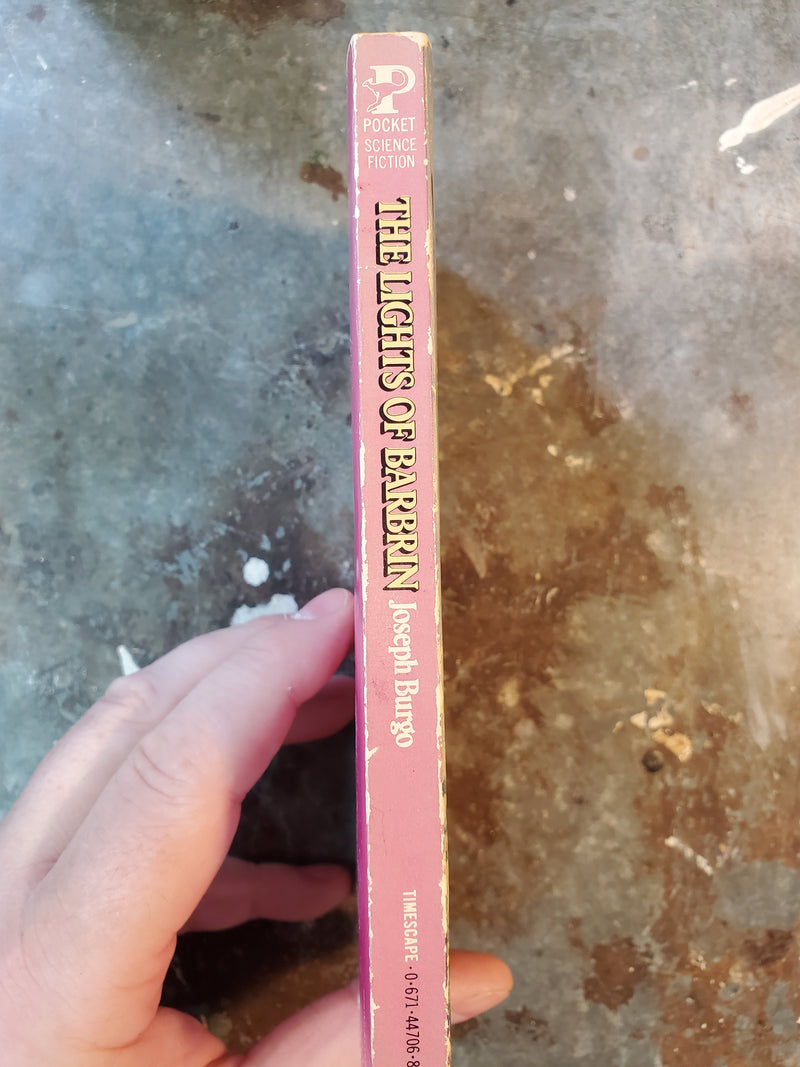 P
POCKET
SCIENCE
FICTION
THE LIGHTS OF BARBRIN
Joseph Burgo
TIMESCAPE · 0·671·44706·8